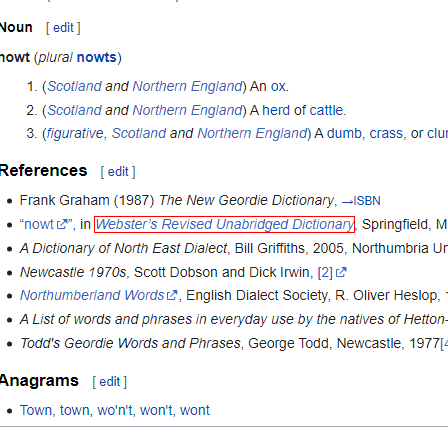 Noun [ edit ]
nowt (plural nowts)
1. (Scotland and Northern England) An ox.
2. (Scotland and Northern England) A herd of cattle.
3. (figurative, Scotland and Northern England) A dumb, crass, or
References [ edit ]
• Frank Graham (1987) The New Geordie Dictionary, →ISBN
• “nowt”, in Webster’s Revised Unabridged Dictionary, Springfield,
• A Dictionary of North East Dialect, Bill Griffiths, 2005, Northumbria
• Newcastle 1970s, Scott Dobson and Dick Irwin, [2]
• Northumberland Words, English Dialect Society, R. Oliver Heslop,
• A List of words and phrases in everyday use by the natives of Hetton-
• Todd's Geordie Words and Phrases, George Todd, Newcastle, 1977[4
Anagrams [ edit ]
• Town, town, wo'n't, won't, wont